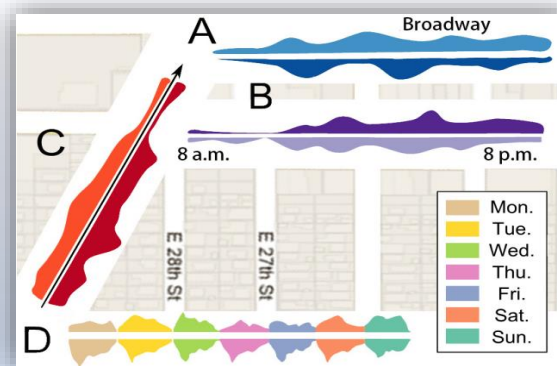 A
Broadway
B
C
8 a.m.
8 p.m.
E 28th St
E 27th St
D
Mon.
Tue.
Wed.
Thu.
Fri.
Sat.
Sun.